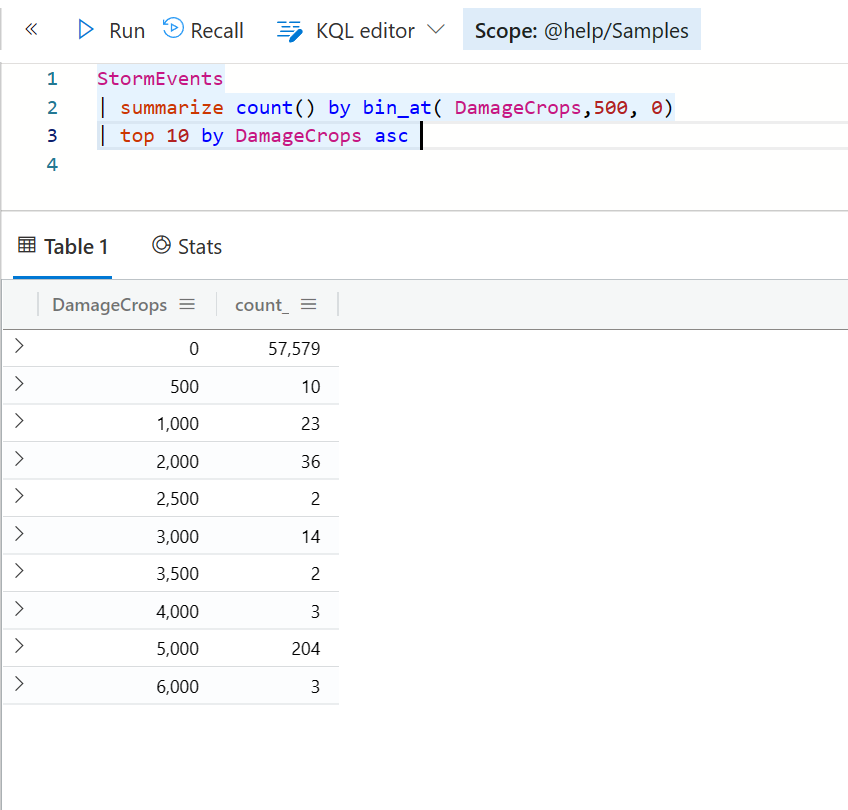 « Run Recall KQL editor Scope: @help/Samples
1 StormEvents
2 | summarize count() by bin_at( DamageCrops,500, 0)
3 | top 10 by DamageCrops asc
4
Table 1 Stats
DamageCrops count_
0 57,579
500 10
1,000 23
2,000 36
2,500 2
3,000 14
3,500 2
4,000 3
5,000 204
6,000 3